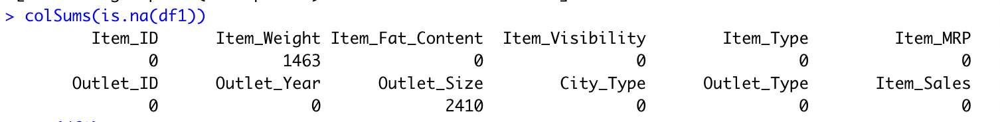 > colSums(is.na(df1))
Item_ID Item_Weight Item_Fat_Content Item_Visibility Item_Type Item_MRP
0 1463 0 0 0 0
Outlet_ID Outlet_Year Outlet_Size City_Type Outlet_Type Item_Sales
0 0 2410 0 0 0